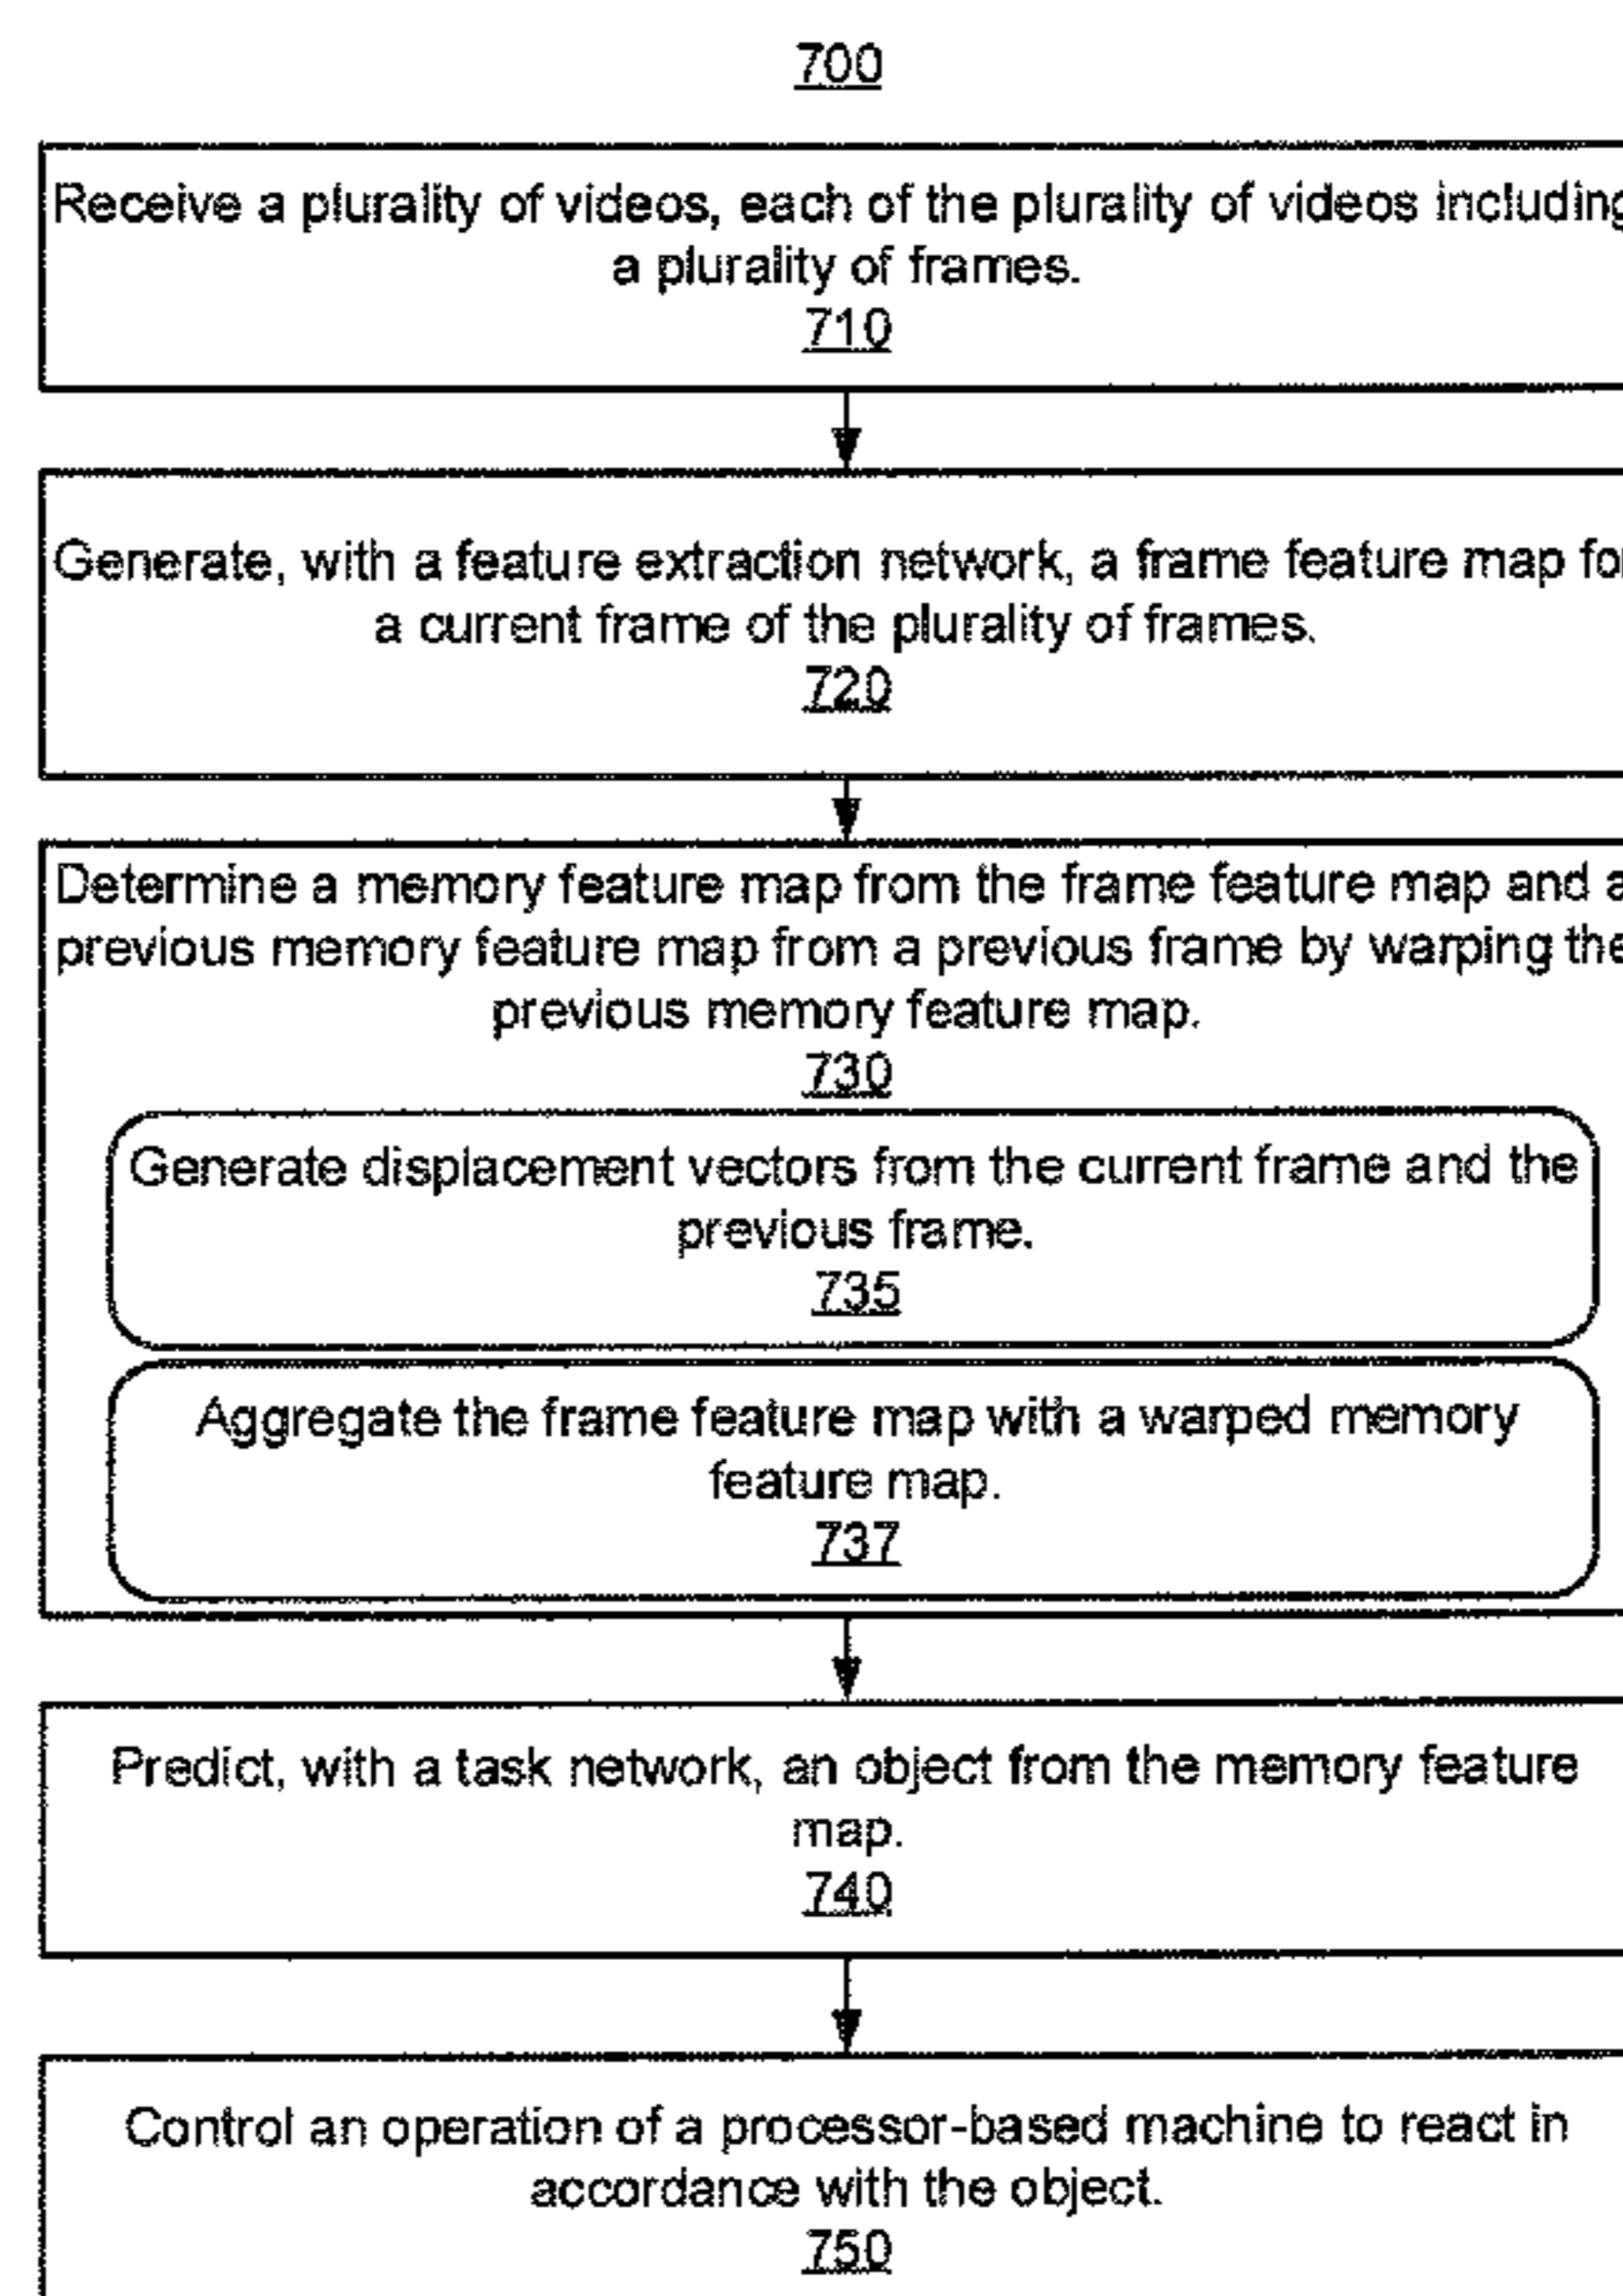 700
Receive a plurality of videos, each of the plurality of videos including
a plurality of frames.
710
Generate, with a feature extraction network, a frame feature map for
a current frame of the plurality of frames.
720
Determine a memory feature map from the frame feature map and a
previous memory feature map from a previous frame by warping the
previous memory feature map.
730
Generate displacement vectors from the current frame and the
previous frame.
735
Aggregate the frame feature map with a warped memory
feature map.
737
Predict, with a task network, an object from the memory feature
map.
740
Control an operation of a processor-based machine to react in
accordance with the object.
750